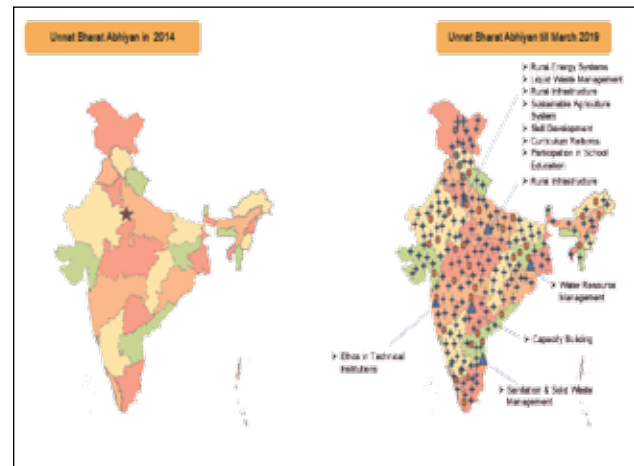 Unnat Bharat Abhiyan in 2014
Unnat Bharat Abhiyan till March 2019
➢ Rural Energy Systems
➢ Liquid Waste Management
➢ Rural Infrastructure
➢ Sustainable Agriculture
System
➢ Skill Development
➢ Curriculum Reforms
➢ Participation in School
Education
➢ Rural Infrastructure
➢ Water Resource
Management
➢ Capacity Building
➢ Ethos in Technical
Institutions
➢ Sanitation & Solid Waste
Management